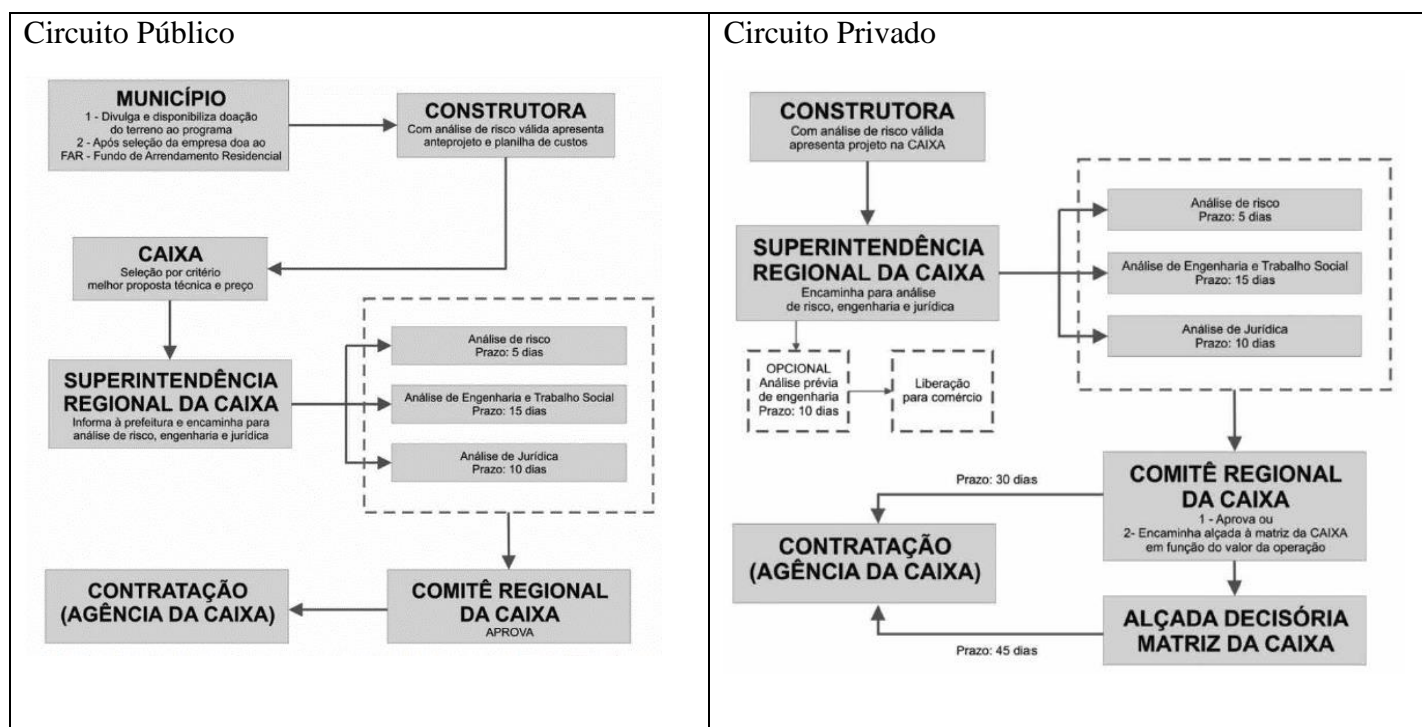 Circuito Público
MUNICÍPIO
1 - Divulga e disponibiliza doação
do terreno ao programa
2 - Após seleção da empresa doa ao
FAR - Fundo de Arrendamento Residencial
CONSTRUTORA
Com análise de risco válida apresenta
anteprojeto e planilha de custos
CAIXA
Seleção por critério
melhor proposta técnica e preço
SUPERINTENDÊNCIA
REGIONAL DA CAIXA
Informa à prefeitura e encaminha para
análise de risco, engenharia e jurídica
Análise de risco
Prazo: 5 dias
Análise de Engenharia e Trabalho Social
Prazo: 15 dias
Análise de Jurídica
Prazo: 10 dias
COMITÊ REGIONAL
DA CAIXA
APROVA
CONTRATAÇÃO
(AGÊNCIA DA CAIXA)
Circuito Privado
CONSTRUTORA
Com análise de risco válida
apresenta projeto na CAIXA
SUPERINTENDÊNCIA
REGIONAL DA CAIXA
Encaminha para análise
de risco, engenharia e jurídica
OPCIONAL
Análise prévia
de engenharia
Prazo: 10 dias
Liberação
para comércio
Análise de risco
Prazo: 5 dias
Análise de Engenharia e Trabalho Social
Prazo: 15 dias
Análise de Jurídica
Prazo: 10 dias
COMITÊ REGIONAL
DA CAIXA
1 - Aprova ou
2- Encaminha alçada à matriz da CAIXA
em função do valor da operação
Prazo: 30 dias
CONTRATAÇÃO
(AGÊNCIA DA CAIXA)
ALÇADA DECISÓRIA
MATRIZ DA CAIXA
Prazo: 45 dias